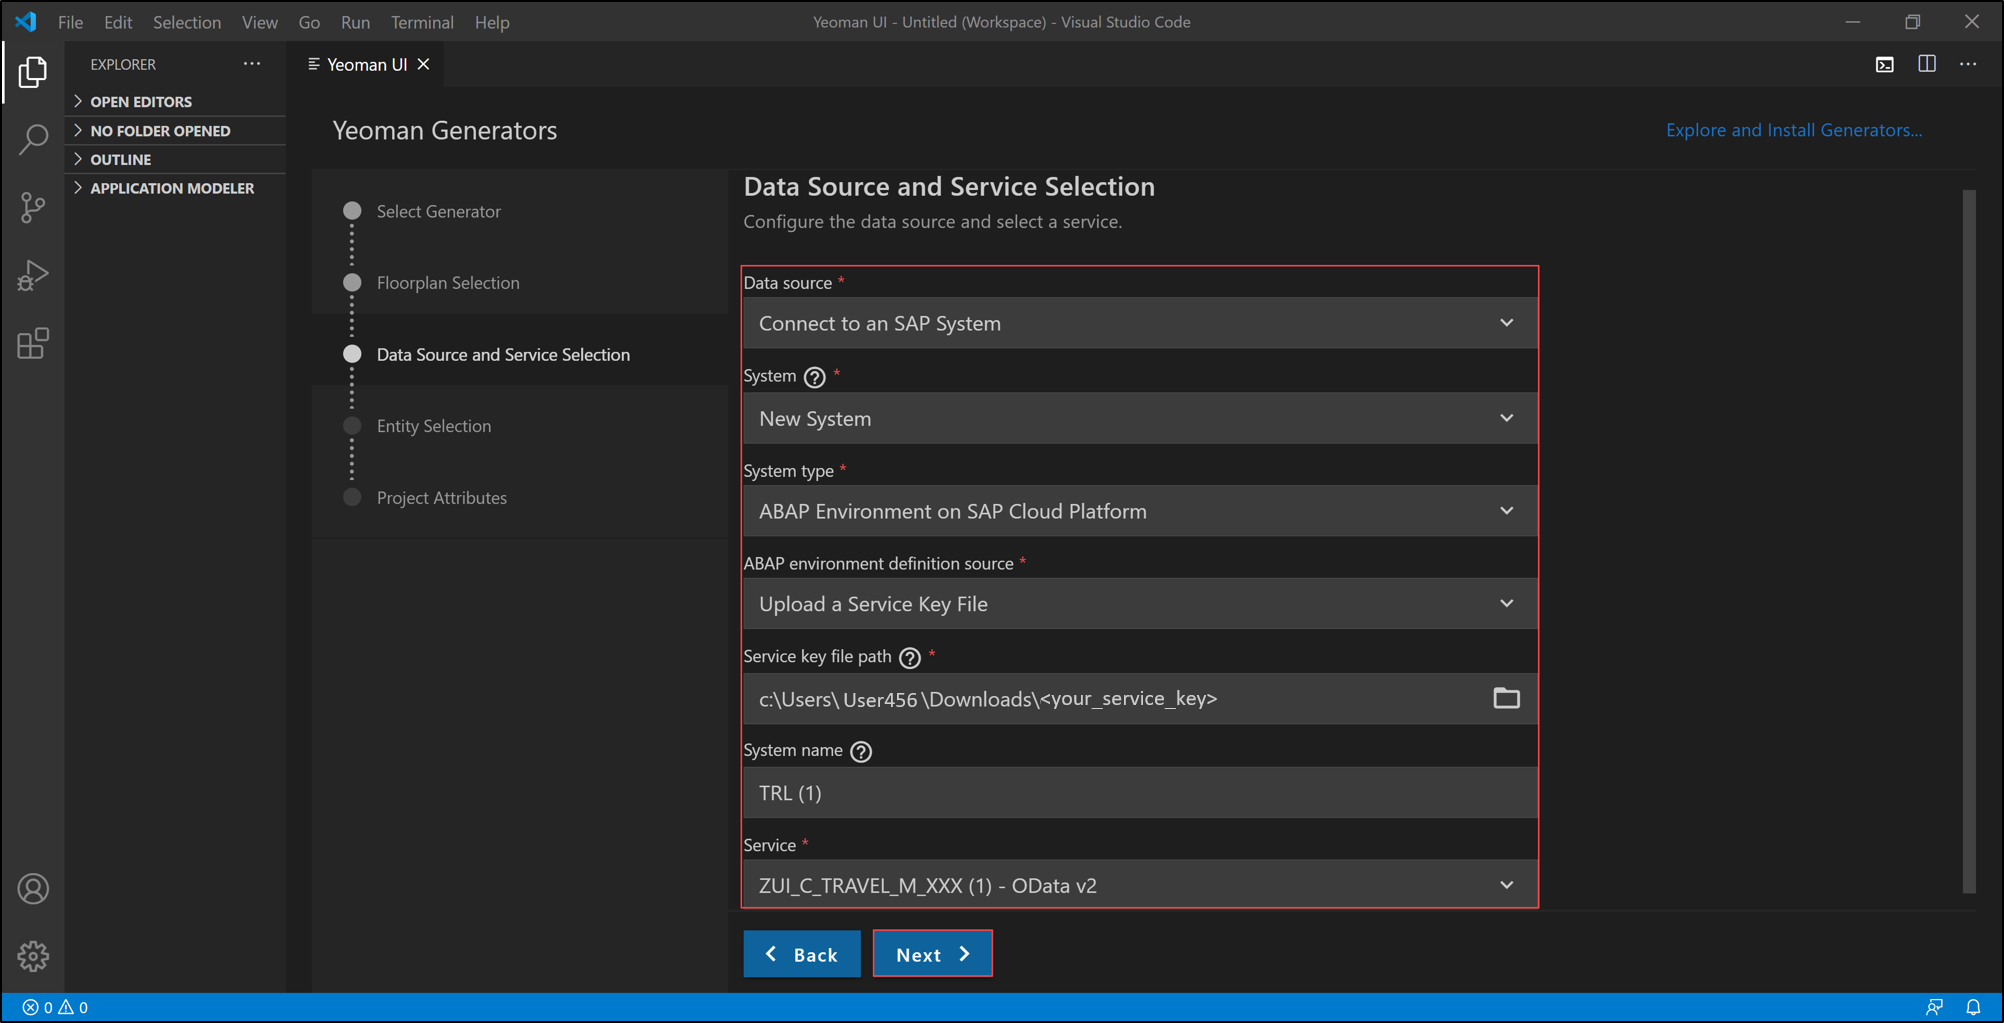 File Edit Selection View Go Run Terminal Help
Yeoman UI - Untitled (Workspace) - Visual Studio Code
EXPLORER
OPEN EDITORS
NO FOLDER OPENED
OUTLINE
APPLICATION MODELER
Yeoman UI
Yeoman Generators
Explore and Install Generators...
Select Generator
Floorplan Selection
Data Source and Service Selection
Entity Selection
Project Attributes
Data Source and Service Selection
Configure the data source and select a service.
Data source *
Connect to an SAP System
System ? *
New System
System type *
ABAP Environment on SAP Cloud Platform
ABAP environment definition source *
Upload a Service Key File
Service key file path ? *
c:\Users\ User456 \Downloads\<your_service_key>
System name ?
TRL (1)
Service *
ZUI_C_TRAVEL_M_XXX (1) - OData v2
Back
Next
0 0